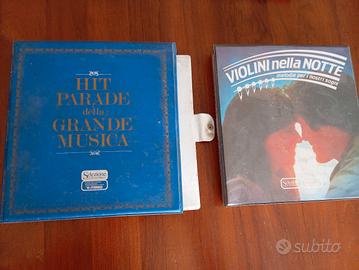 HIT
PARADE
della
GRANDE
MUSICA
Selezione
VIOLINI nella NOTTE
melodie per i nostri sogni
Selezione
subito